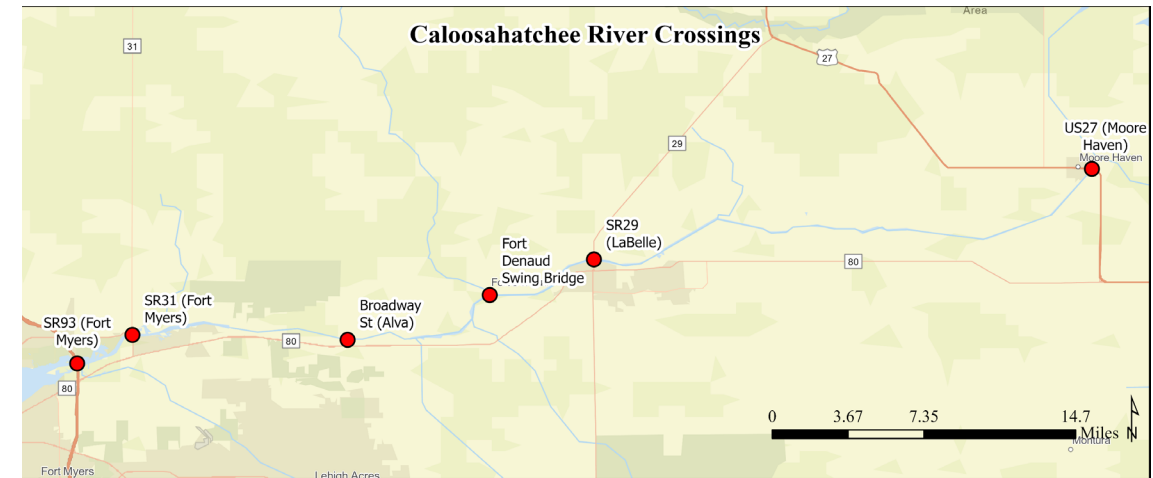 Area
Caloosahatchee River Crossings
31
27
US27 (Moore
Haven)
Moore Haven
29
SR29
(LaBelle)
Fort
Denaud
Swing Bridge
80
SR31 (Fort
Myers)
Broadway
St (Alva)
SR93 (Fort
Myers)
80
80
0
3.67
7.35
14.7
Miles
N
Montura
Fort Myers
Lehigh Acres